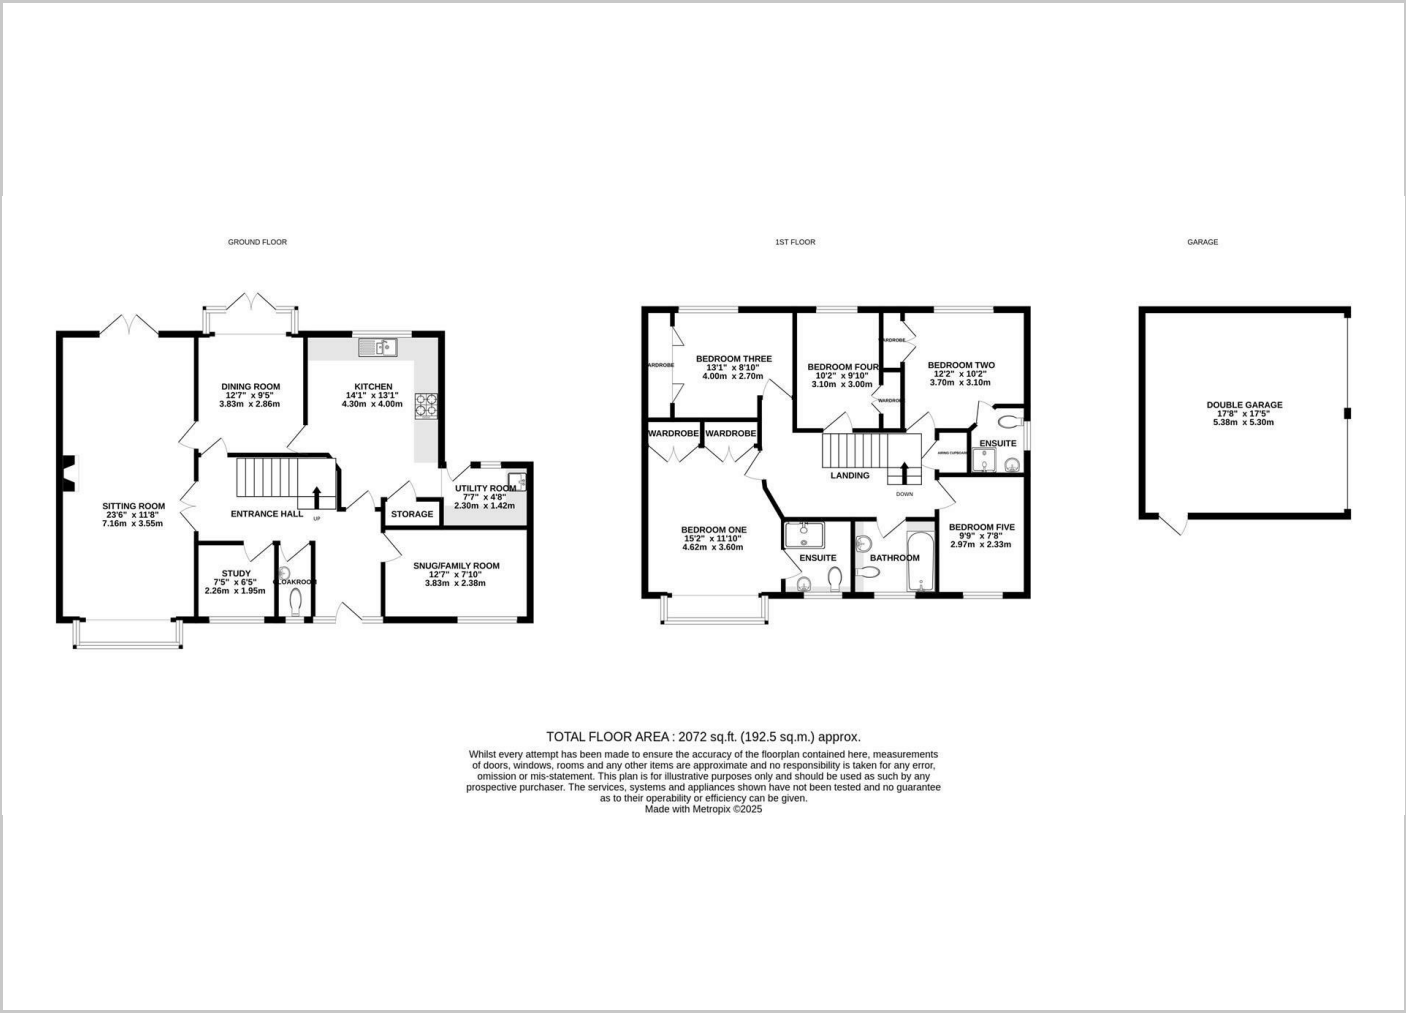 GROUND FLOOR
1ST FLOOR
GARAGE
DINING ROOM
12'7" x 9'5"
3.83m x 2.86m
KITCHEN
14'1" x 13'1"
4.30m x 4.00m
SITTING ROOM
23'6" x 11'8"
7.16m x 3.55m
ENTRANCE HALL
UP
STORAGE
UTILITY ROOM
7'7" x 4'8"
2.30m x 1.42m
STUDY
7'5" x 6'5"
2.26m x 1.95m
CLOAKROOM
SNUG/FAMILY ROOM
12'7" x 7'10"
3.83m x 2.38m
WARDROBE
BEDROOM THREE
13'1" x 8'10"
4.00m x 2.70m
BEDROOM FOUR
10'2" x 9'10"
3.10m x 3.00m
WARDROBE
WARDROBE
BEDROOM TWO
12'2" x 10'2"
3.70m x 3.10m
WARDROBE
WARDROBE
ENSUITE
AIRING CUPBOARD
LANDING
DOWN
BEDROOM ONE
15'2" x 11'10"
4.62m x 3.60m
ENSUITE
BATHROOM
BEDROOM FIVE
9'9" x 7'8"
2.97m x 2.33m
DOUBLE GARAGE
17'8" x 17'5"
5.38m x 5.30m
TOTAL FLOOR AREA : 2072 sq.ft. (192.5 sq.m.) approx.
Whilst every attempt has been made to ensure the accuracy of the floorplan contained here, measurements
of doors, windows, rooms and any other items are approximate and no responsibility is taken for any error,
omission or mis-statement. This plan is for illustrative purposes only and should be used as such by any
prospective purchaser. The services, systems and appliances shown have not been tested and no guarantee
as to their operability or efficiency can be given.
Made with Metropix ©2025